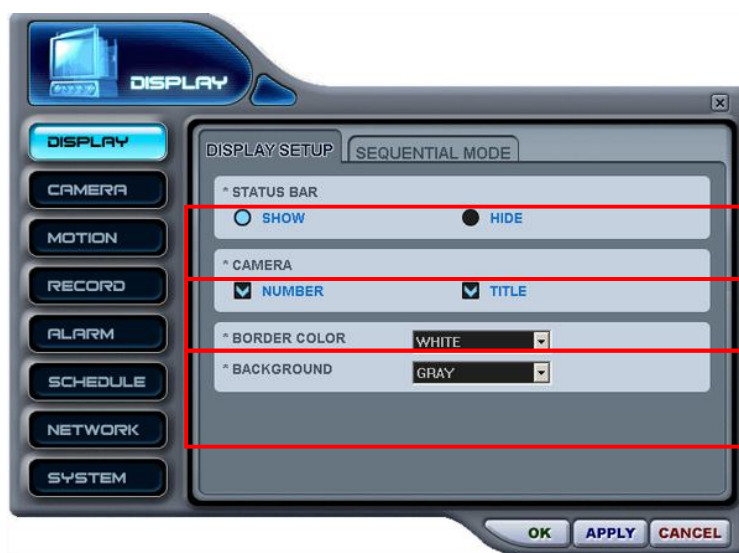 DISPLAY
DISPLAY
CAMERA
MOTION
RECORD
ALARM
SCHEDULE
NETWORK
SYSTEM
DISPLAY SETUP SEQUENTIAL MODE
* STATUS BAR
SHOW HIDE
* CAMERA
NUMBER TITLE
* BORDER COLOR WHITE
* BACKGROUND GRAY
OK APPLY CANCEL